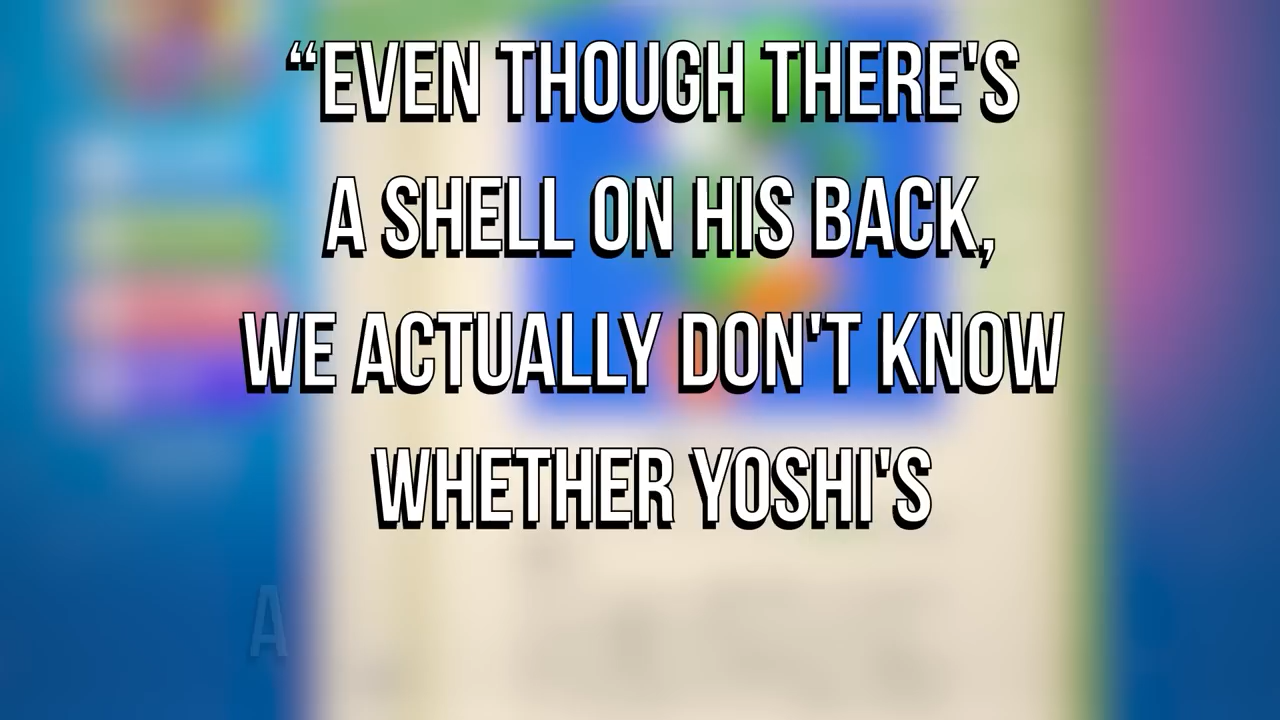 “EVEN THOUGH THERE'S
A SHELL ON HIS BACK,
WE ACTUALLY DON'T KNOW
WHETHER YOSHI'S
A